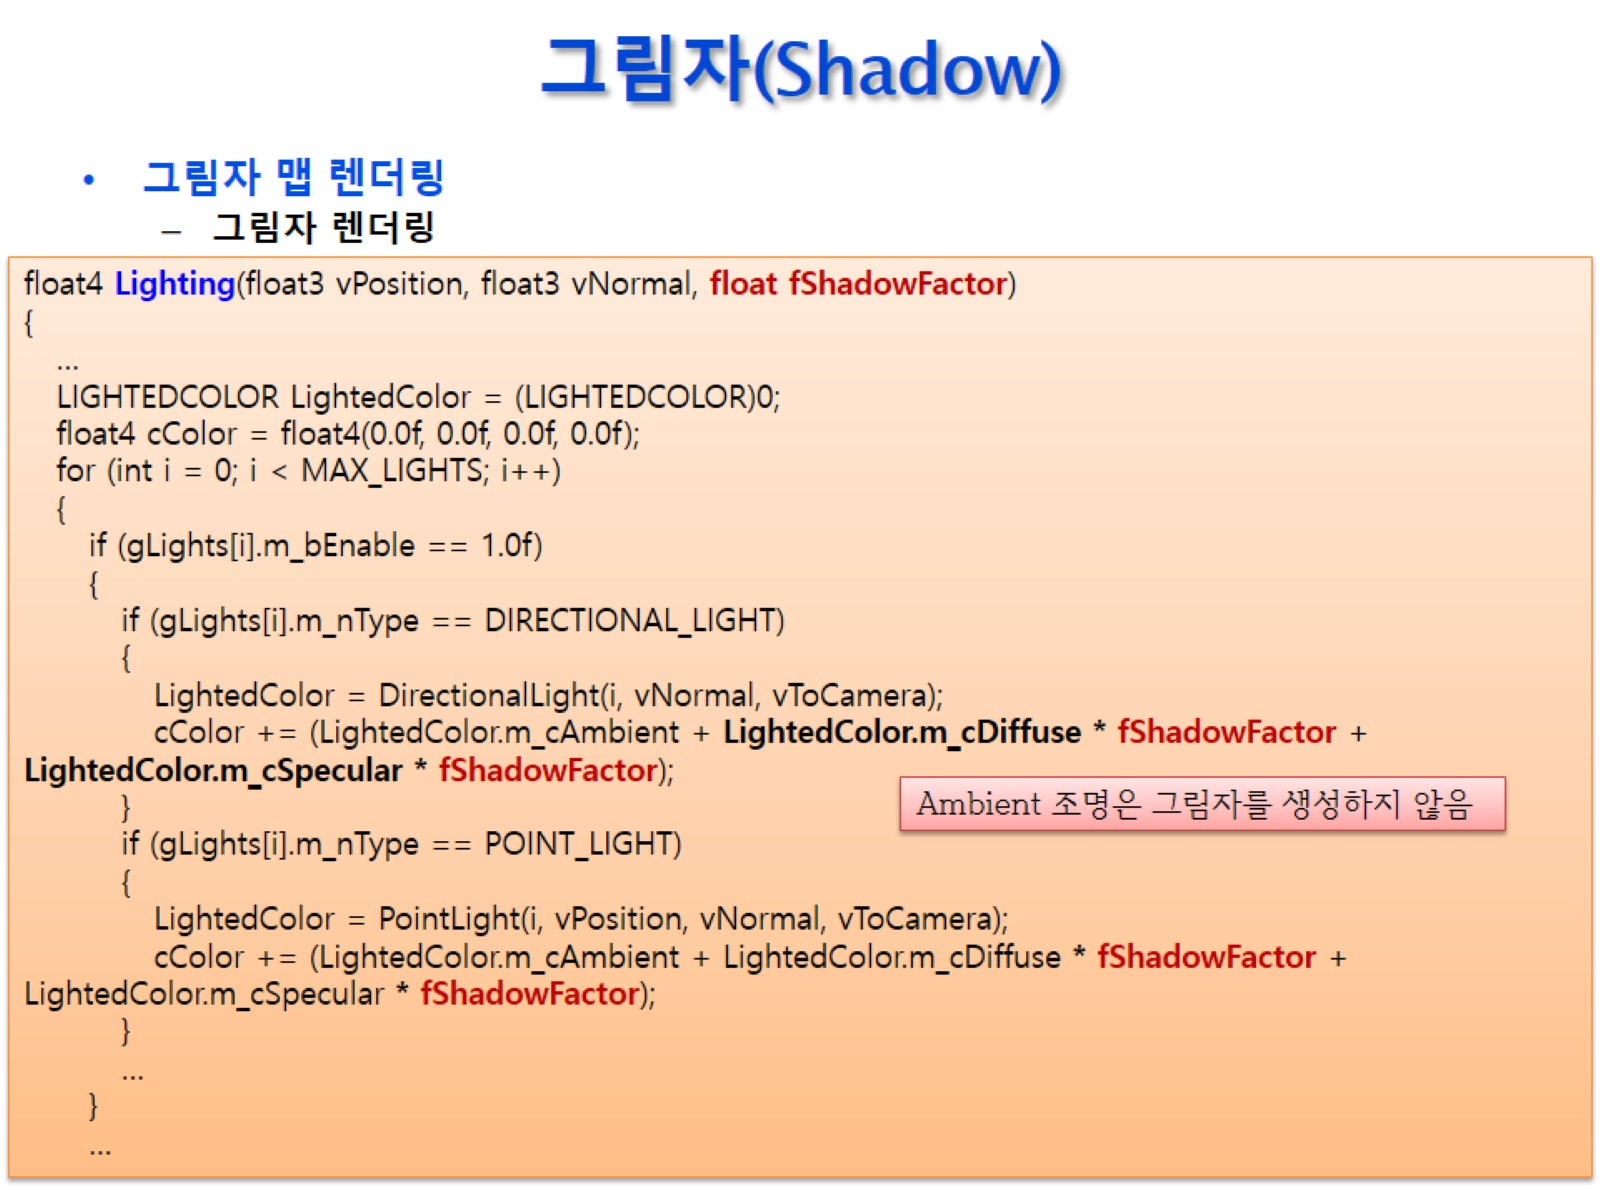 그림자(Shadow)
• 그림자 맵 렌더링
– 그림자 렌더링
float4 Lighting(float3 vPosition, float3 vNormal, float fShadowFactor)
{
...
LIGHTEDCOLOR LightedColor = (LIGHTEDCOLOR)0;
float4 cColor = float4(0.0f, 0.0f, 0.0f, 0.0f);
for (int i = 0; i < MAX_LIGHTS; i++)
{
if (gLights[i].m_bEnable == 1.0f)
{
if (gLights[i].m_nType == DIRECTIONAL_LIGHT)
{
LightedColor = DirectionalLight(i, vNormal, vToCamera);
cColor += (LightedColor.m_cAmbient + LightedColor.m_cDiffuse * fShadowFactor +
LightedColor.m_cSpecular * fShadowFactor);
}
Ambient 조명은 그림자를 생성하지 않음
if (gLights[i].m_nType == POINT_LIGHT)
{
LightedColor = PointLight(i, vPosition, vNormal, vToCamera);
cColor += (LightedColor.m_cAmbient + LightedColor.m_cDiffuse * fShadowFactor +
LightedColor.m_cSpecular * fShadowFactor);
}
...
}
...